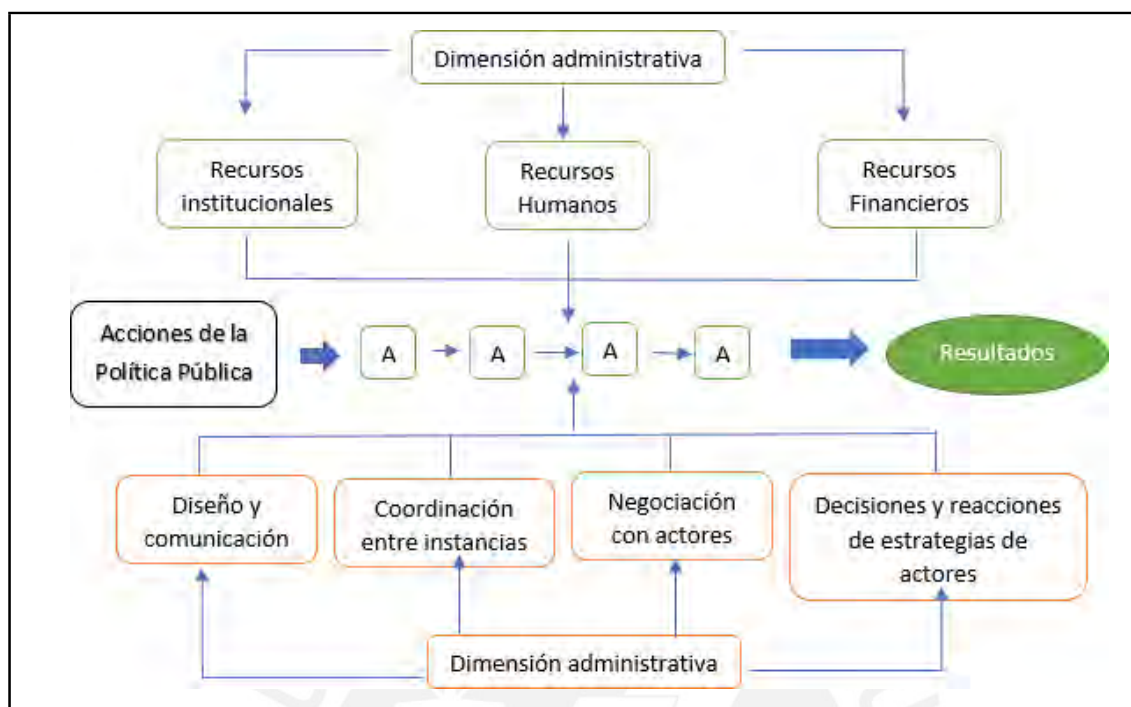 Dimensión administrativa
Recursos
institucionales
Recursos
Humanos
Recursos
Financieros
Acciones de la
Política Pública
A
A
A
A
Resultados
Diseño y
comunicación
Coordinación
entre instancias
Negociación
con actores
Decisiones y reacciones
de estrategias de
actores
Dimensión administrativa